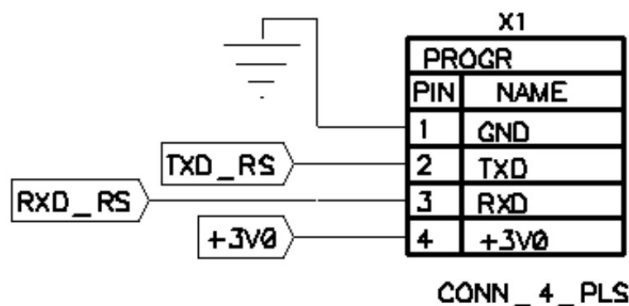 X1
PROGR
PIN NAME
1 GND
TXD_RS 2 TXD
RXD_RS 3 RXD
+3V0 4 +3V0
CONN_4_PLS